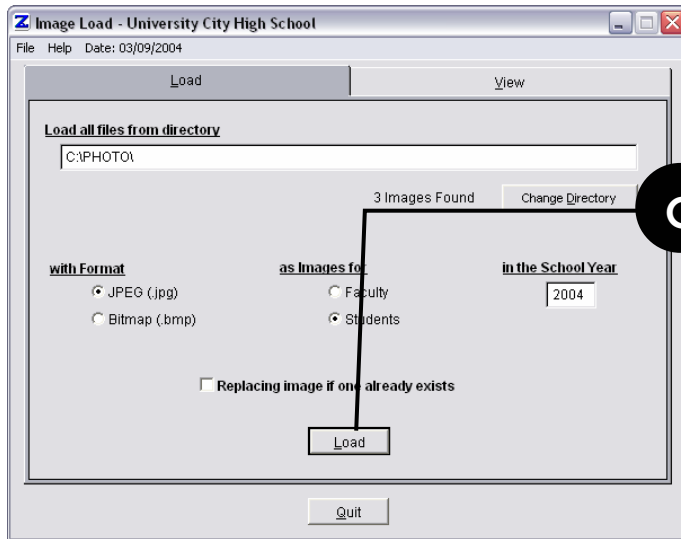 Z Image Load - University City High School
File Help Date: 03/09/2004
Load View
Load all files from directory
C:\PHOTO\
3 Images Found Change Directory
with Format as Images for in the School Year
JPEG (.jpg) Faculty 2004
Bitmap (.bmp) Students
Replacing image if one already exists
Load
Quit